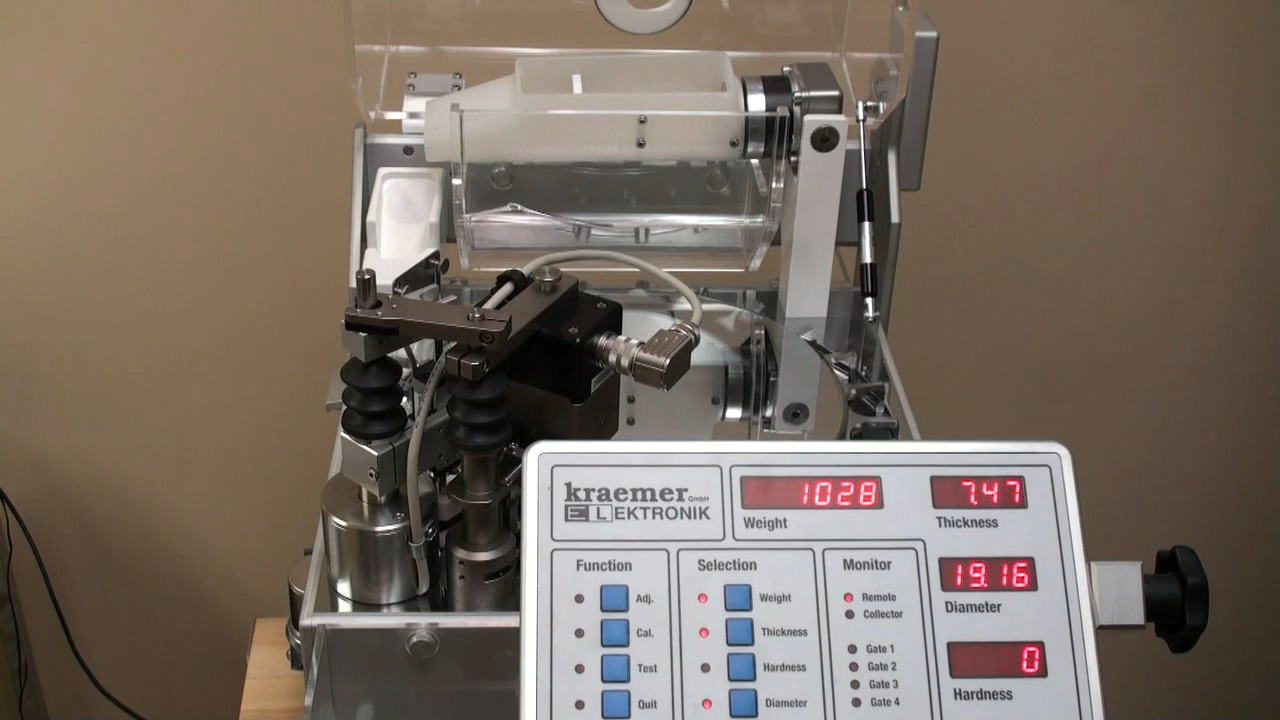 kraemer GmbH
ELEKTRONIK
1028
Weight
7.47
Thickness
19.16
Diameter
0
Hardness
Function
Adj.
Cal.
Test
Quit
Selection
Weight
Thickness
Hardness
Diameter
Monitor
Remote
Collector
Gate 1
Gate 2
Gate 3
Gate 4